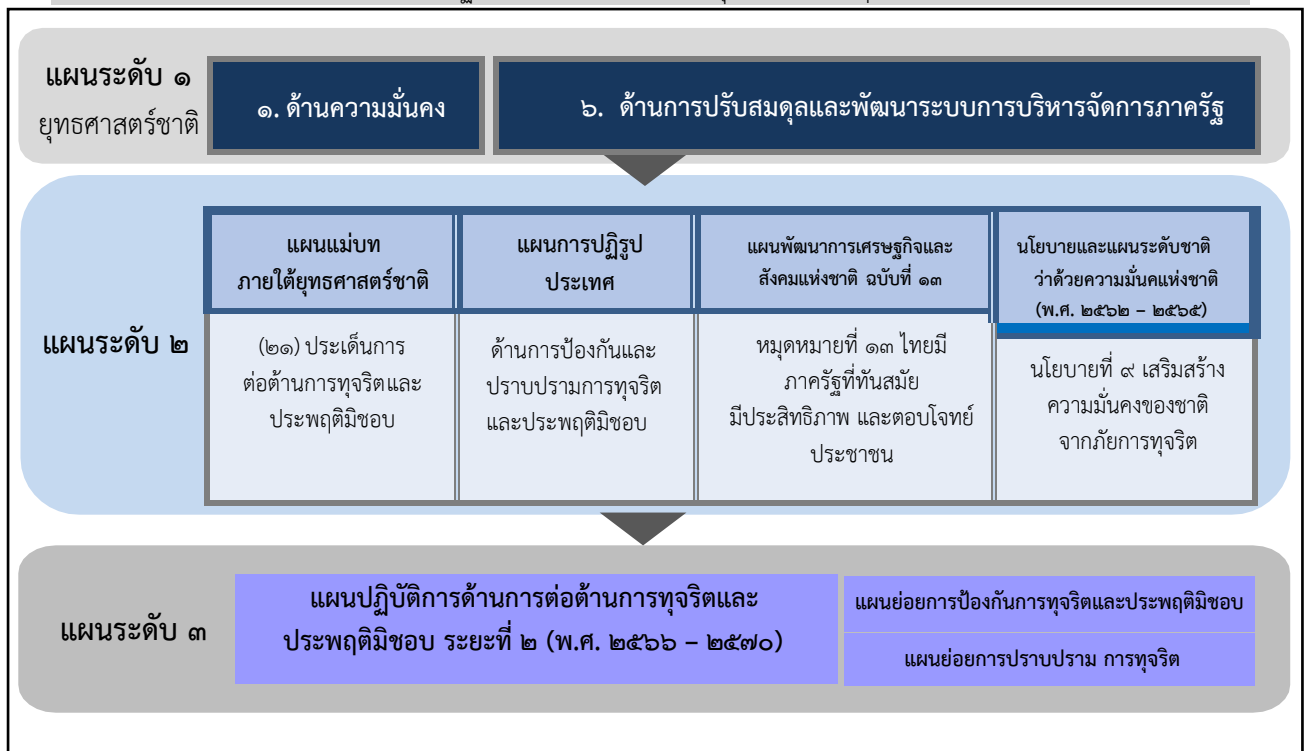 แผนระดับ ๑
ยุทธศาสตร์ชาติ
๑. ด้านความมั่นคง
๖. ด้านการปรับสมดุลและพัฒนาระบบการบริหารจัดการภาครัฐ
แผนระดับ ๒
แผนแม่บท
ภายใต้ยุทธศาสตร์ชาติ
(๒๑) ประเด็นการ
ต่อต้านการทุจริตและ
ประพฤติมิชอบ
แผนการปฏิรูป
ประเทศ
ด้านการป้องกันและ
ปราบปรามการทุจริต
และประพฤติมิชอบ
แผนพัฒนาการเศรษฐกิจและ
สังคมแห่งชาติ ฉบับที่ ๑๓
หมุดหมายที่ ๑๓ ไทยมี
ภาครัฐที่ทันสมัย
มีประสิทธิภาพ และตอบโจทย์
ประชาชน
นโยบายและแผนระดับชาติ
ว่าด้วยความมั่นคแห่งชาติ
(พ.ศ. ๒๕๖๒ – ๒๕๖๕)
นโยบายที่ ๙ เสริมสร้าง
ความมั่นคงของชาติ
จากภัยการทุจริต
แผนระดับ ๓
แผนปฏิบัติการด้านการต่อต้านการทุจริตและ
ประพฤติมิชอบ ระยะที่ ๒ (พ.ศ. ๒๕๖๖ – ๒๕๗๐)
แผนย่อยการป้องกันการทุจริตและประพฤติมิชอบ
แผนย่อยการปราบปราม การทุจริต